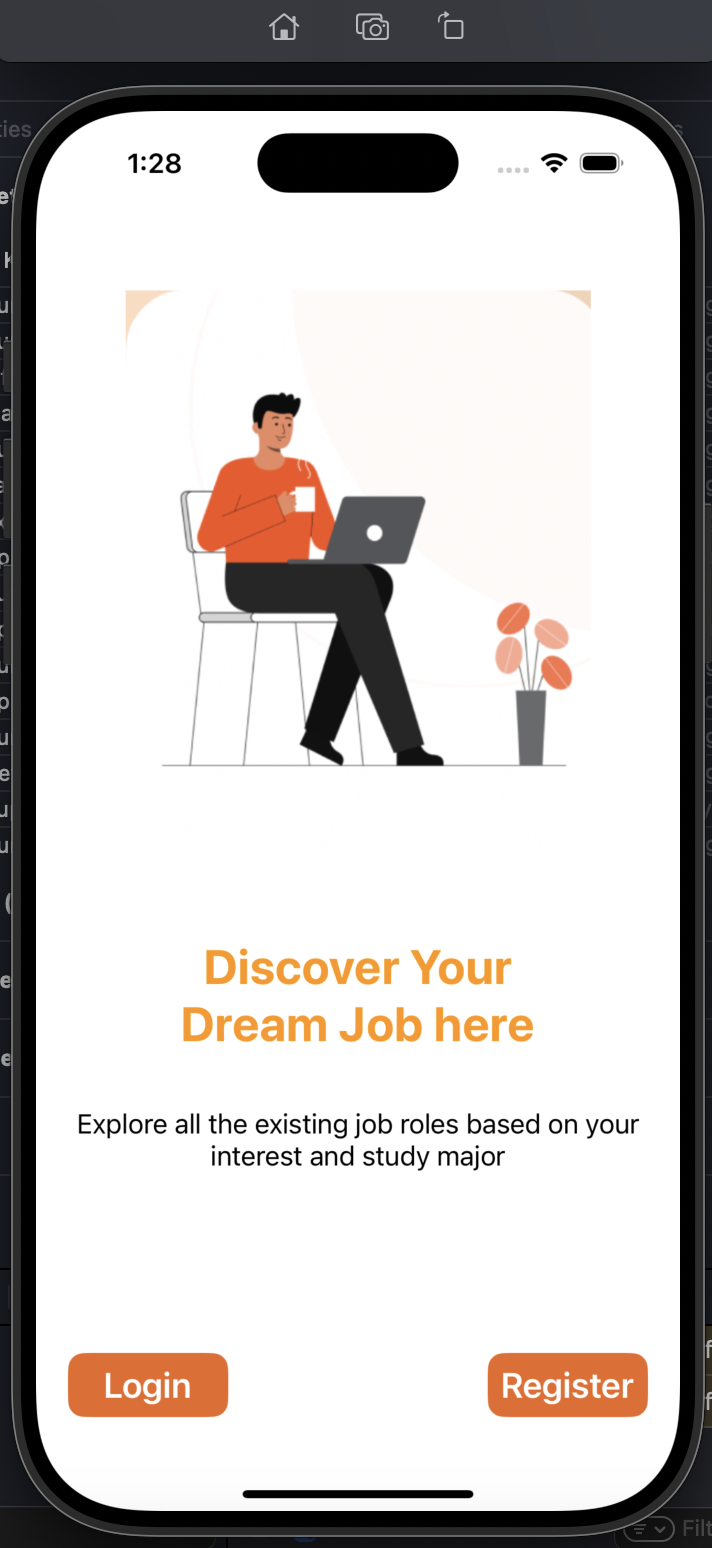 1:28
Discover Your
Dream Job here
Explore all the existing job roles based on your
interest and study major
Login
Register